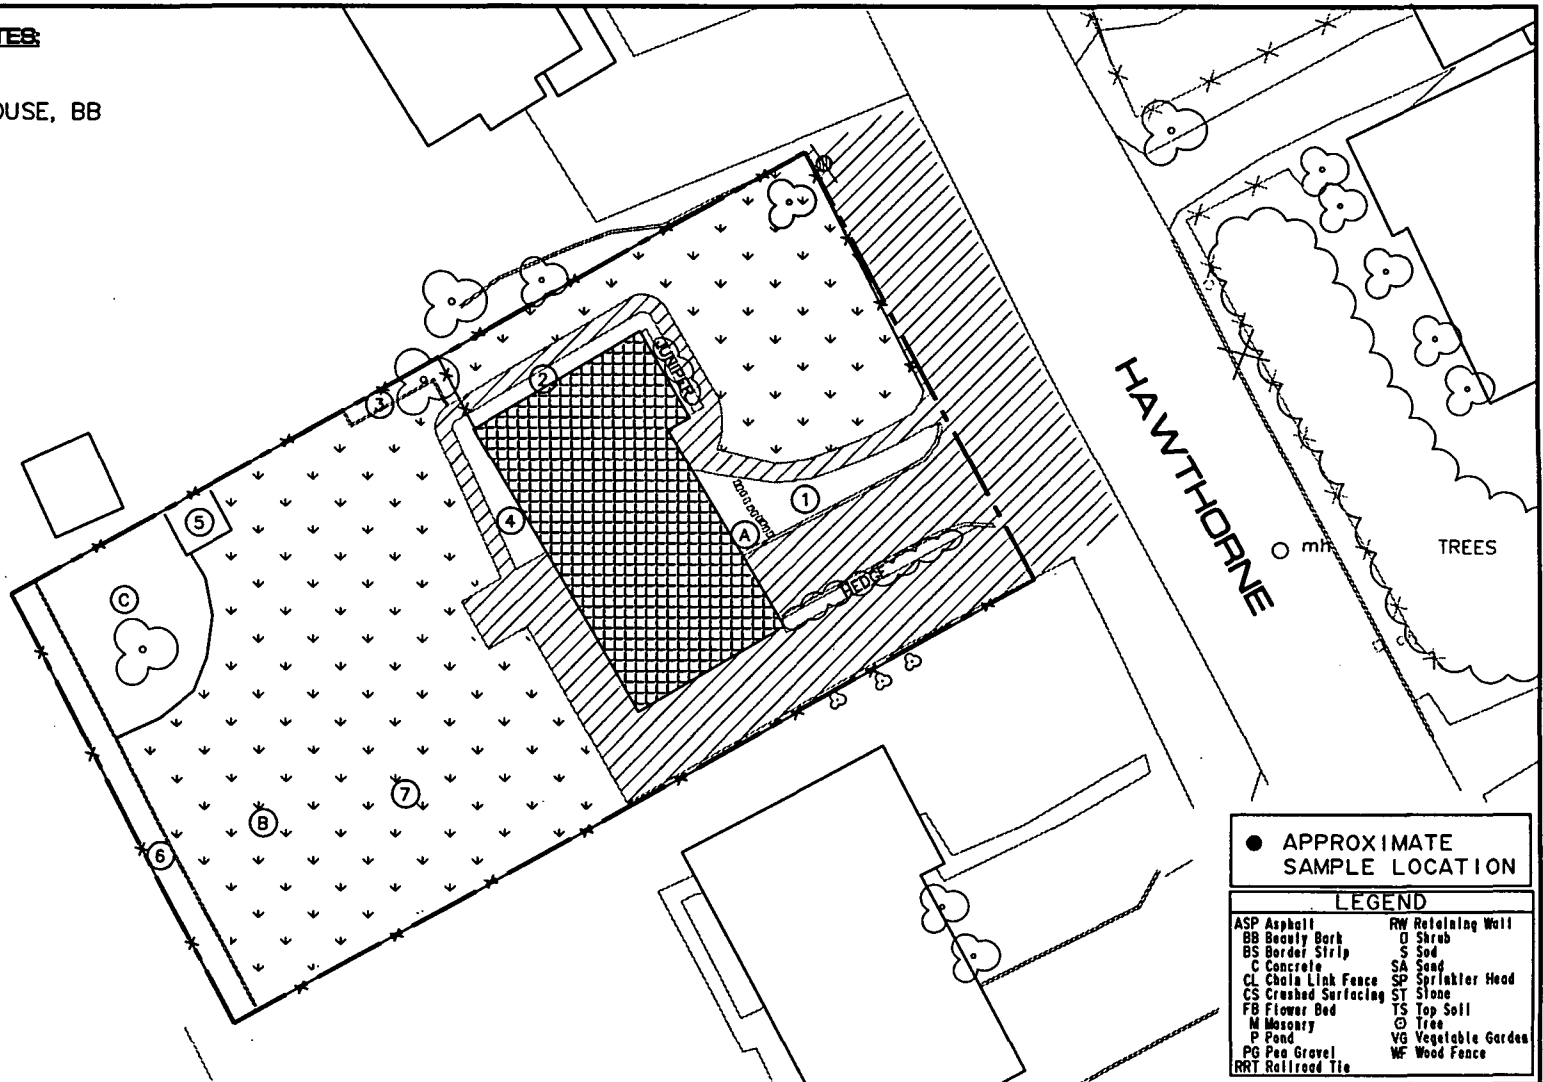 TES:
OUSE, BB
W
JUNIPER
2
3
1
4
A
5
HEDGE
C
HAWTHORNE
mh
TREES
7
B
6
APPROXIMATE
SAMPLE LOCATION
LEGEND
ASP Asphalt
BB Beauty Bark
BS Border Strip
C Concrete
CL Chain Link Fence
CS Crushed Surfacing
FB Flower Bed
M Masonry
P Pond
PG Pea Gravel
RRT Railroad Tie
RW Retaining Wall
Shrub
S Sod
SA Sand
SP Sprinkler Head
ST Stone
TS Top Soil
Tree
VG Vegetable Garden
WF Wood Fence